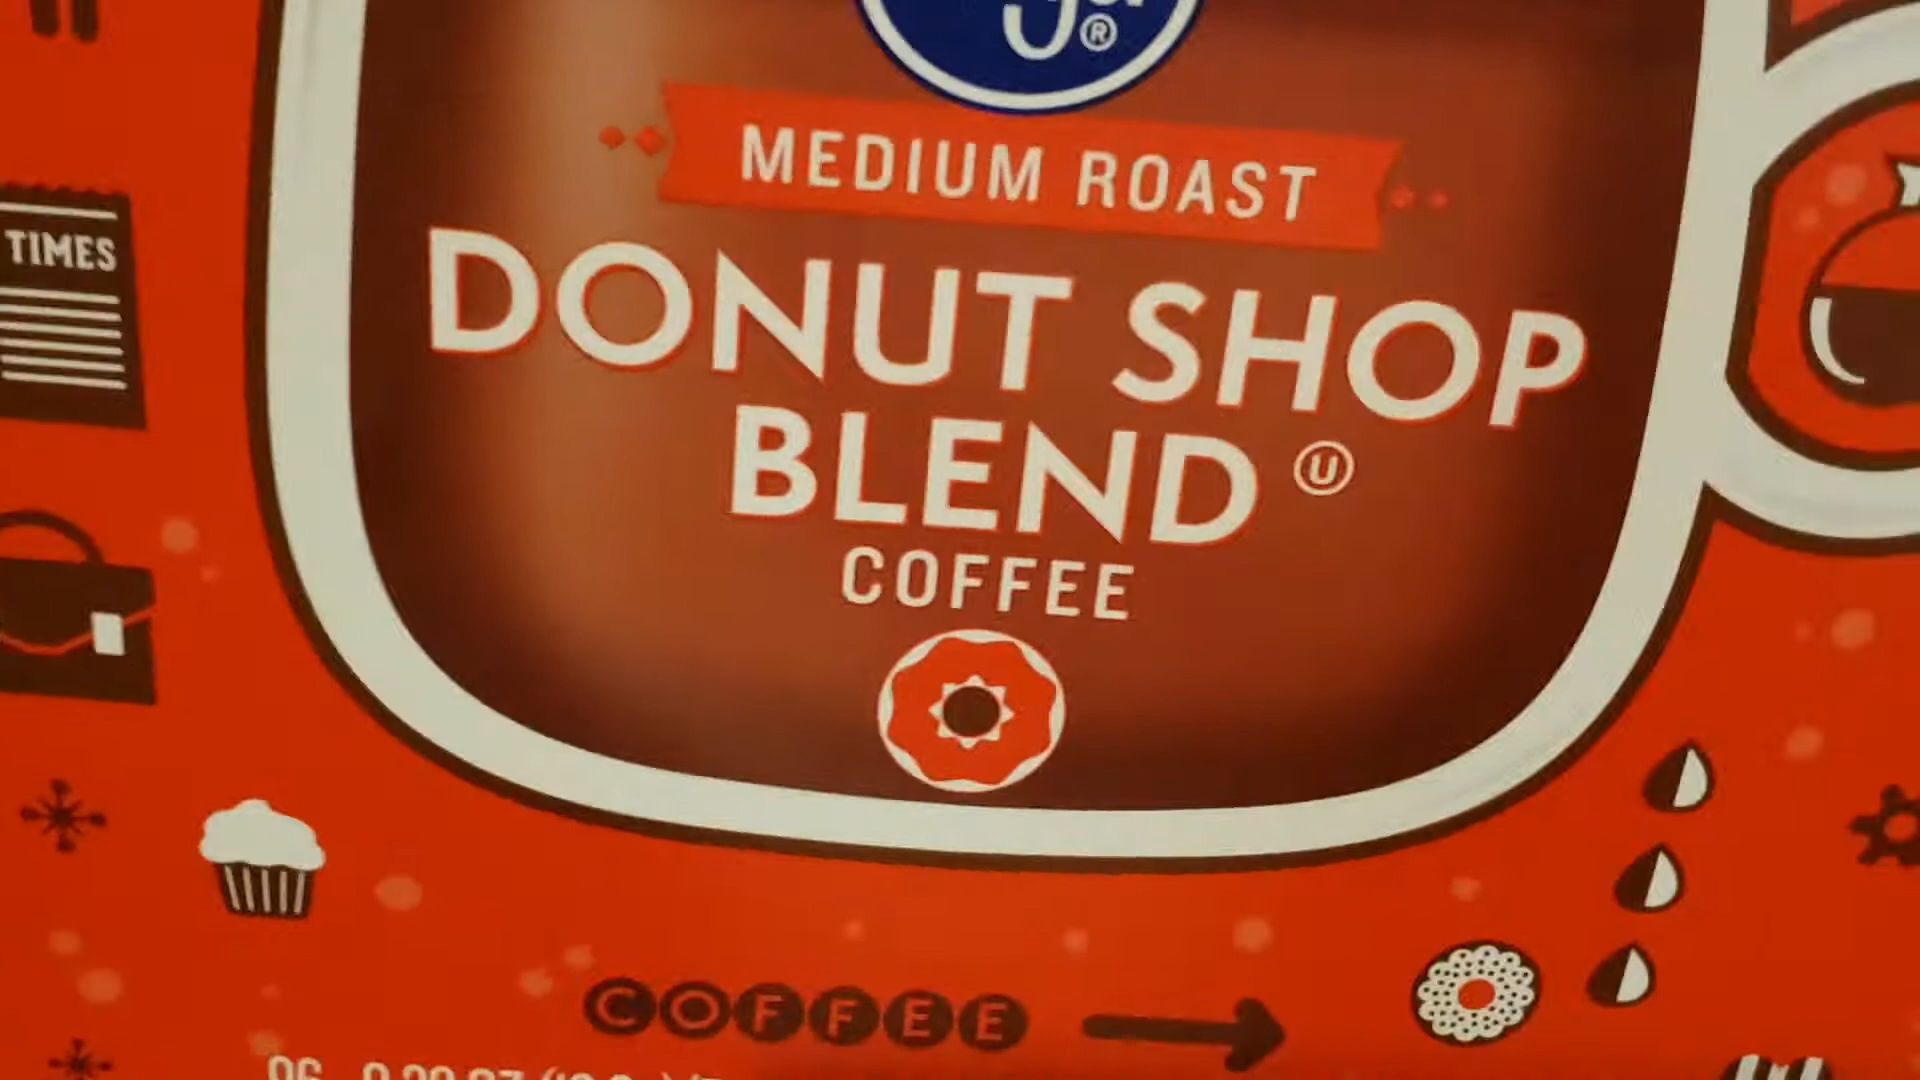 ®
MEDIUM ROAST
TIMES
DONUT SHOP
BLEND Ⓤ
COFFEE
COFFEE